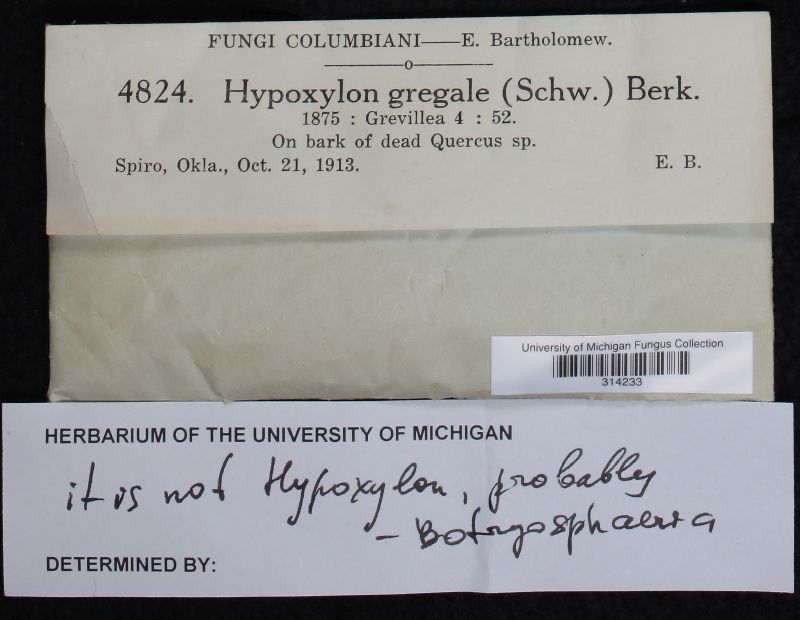 FUNGI COLUMBIANI——E. Bartholomew.
4824. Hypoxylon gregale (Schw.) Berk.
1875 : Grevillea 4 : 52.
On bark of dead Quercus sp.
Spiro, Okla., Oct. 21, 1913. E. B.
University of Michigan Fungus Collection
314233
HERBARIUM OF THE UNIVERSITY OF MICHIGAN
it is not Hypoxylon, probably
– Botryosphaeria
DETERMINED BY: